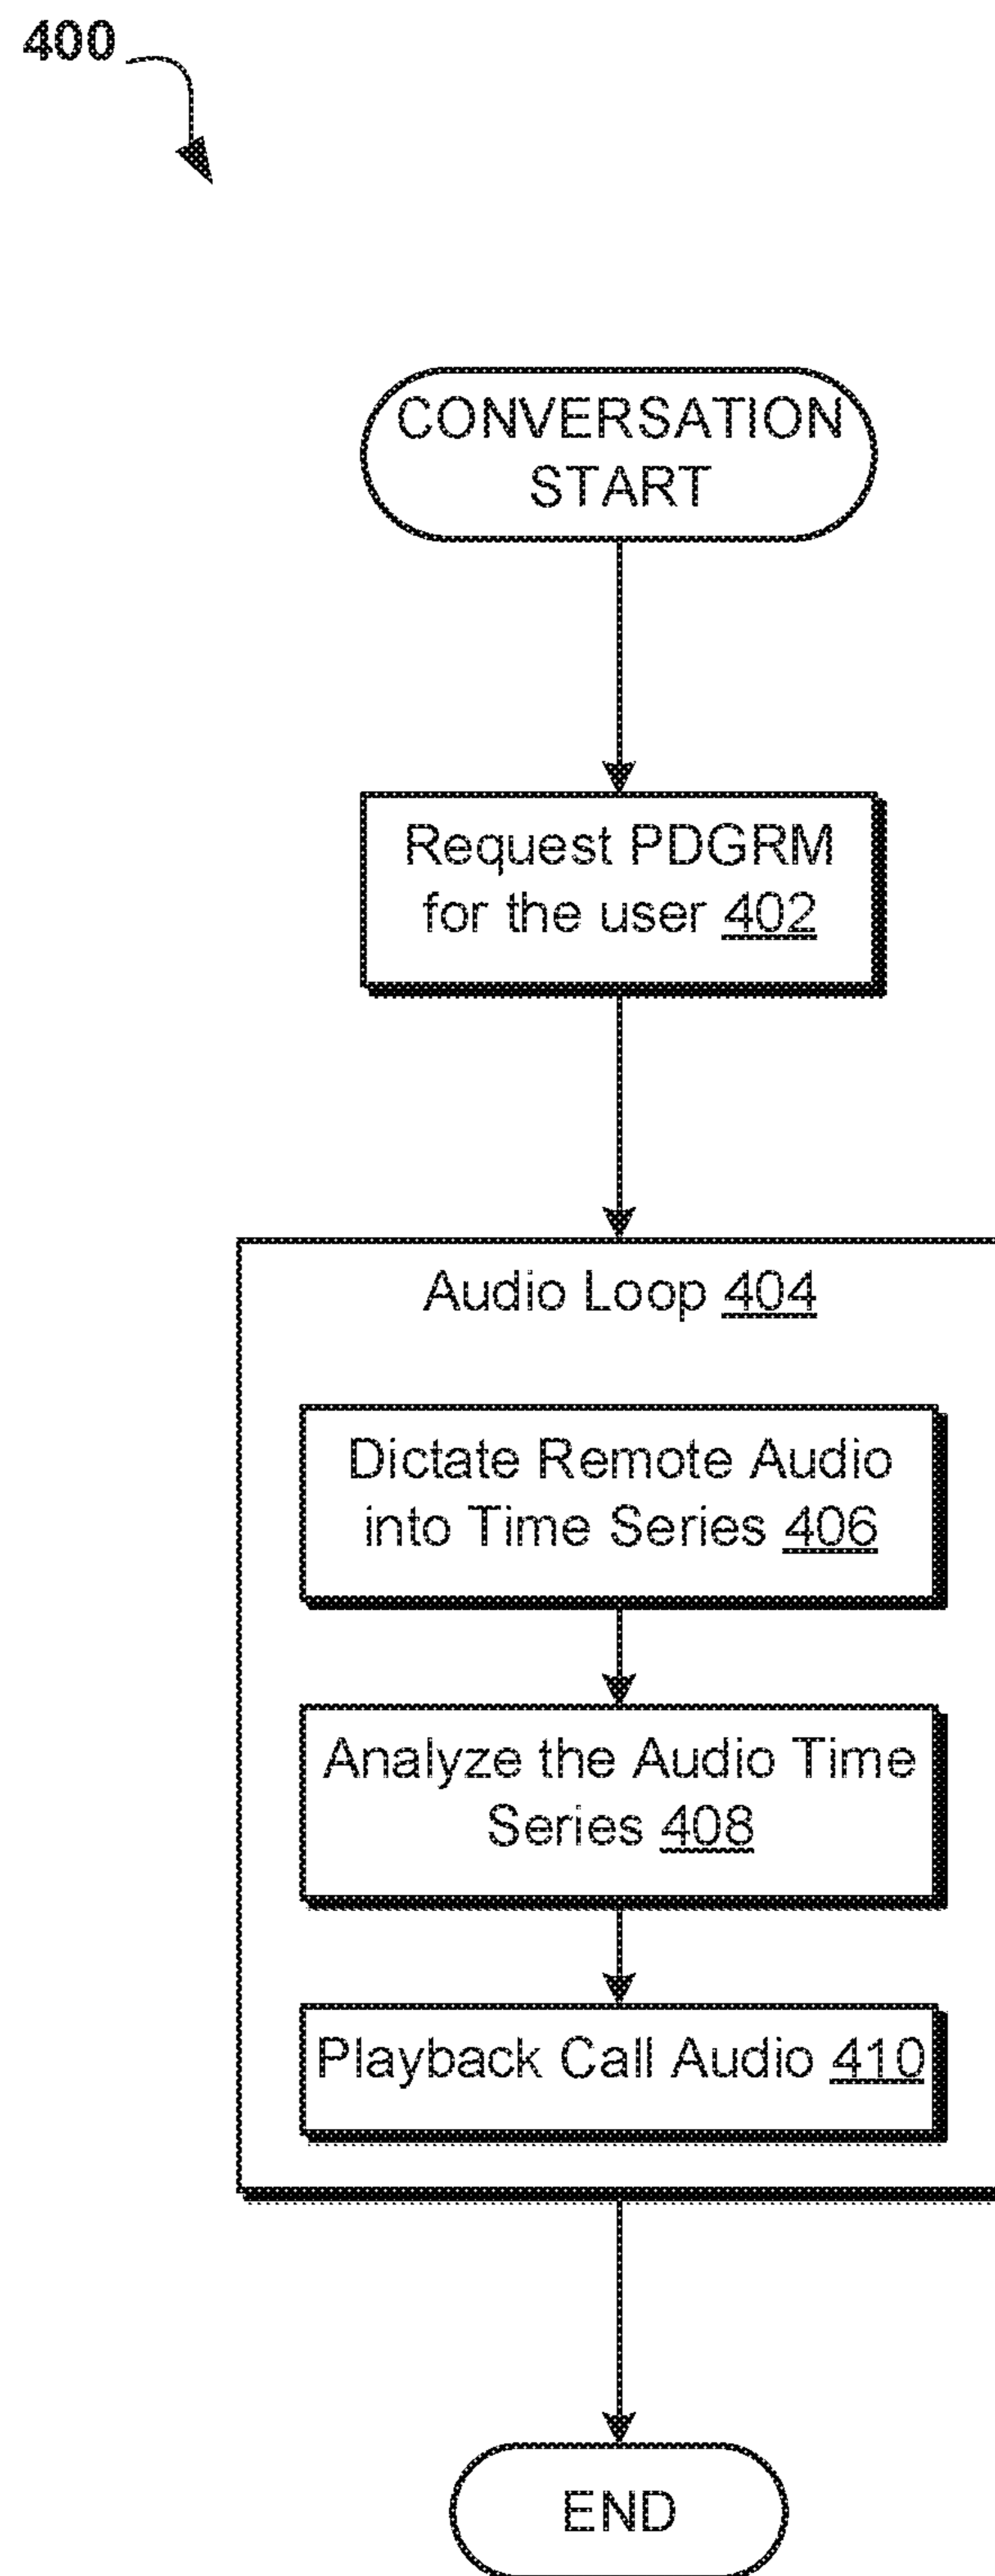 400
CONVERSATION
START
Request PDGRM
for the user 402
Audio Loop 404
Dictate Remote Audio
into Time Series 406
Analyze the Audio Time
Series 408
Playback Call Audio 410
END